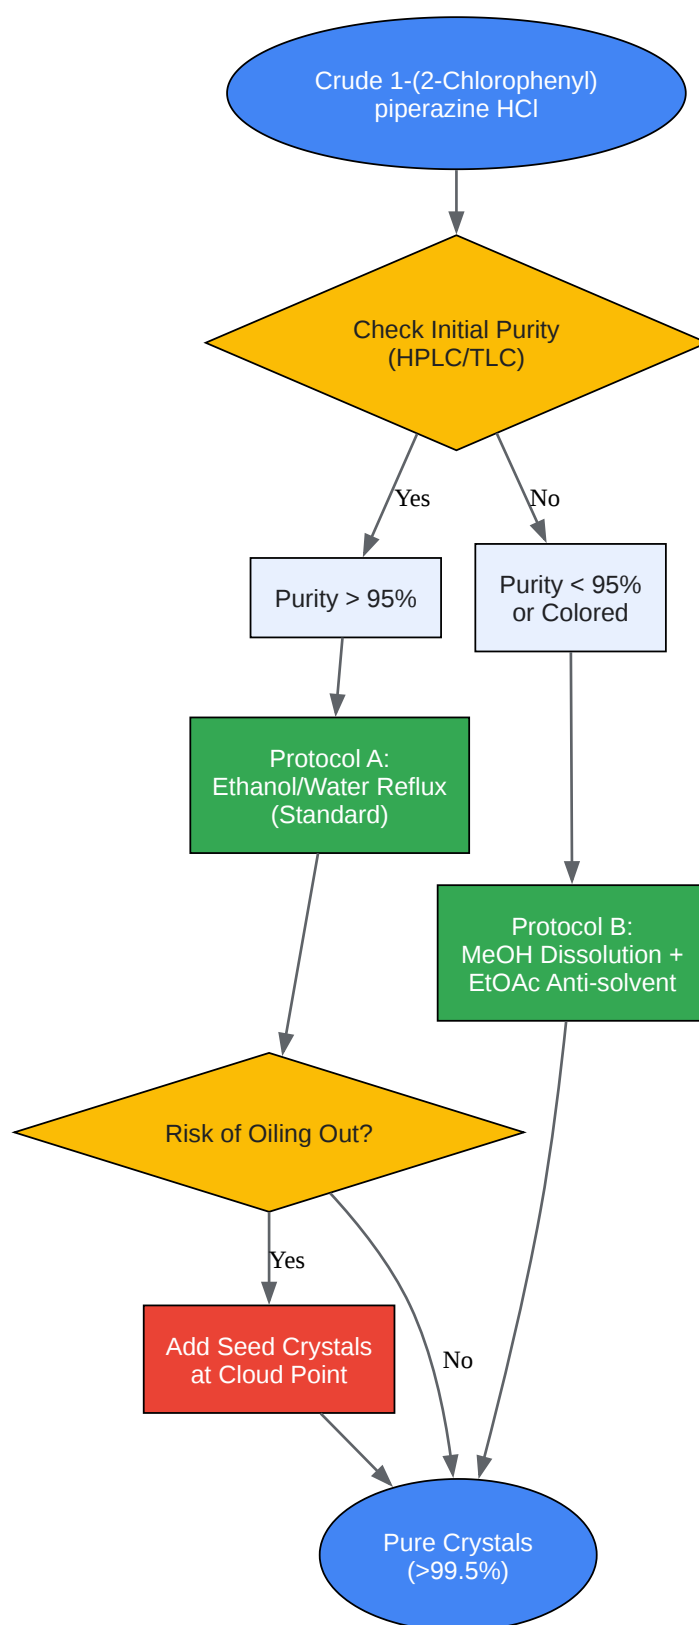 Crude 1-(2-Chlorophenyl)
piperazine HCl
Check Initial Purity
(HPLC/TLC)
Yes
No
Purity > 95%
Purity < 95%
or Colored
Protocol A:
Ethanol/Water Reflux
(Standard)
Protocol B:
MeOH Dissolution +
EtOAc Anti-solvent
Risk of Oiling Out?
Yes
Add Seed Crystals
at Cloud Point
No
Pure Crystals
(>99.5%)